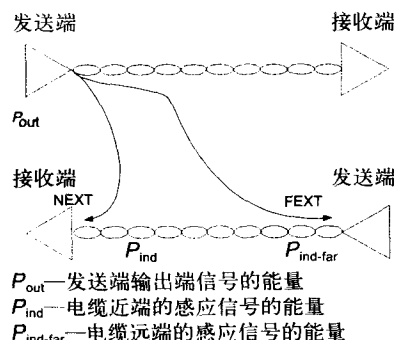 发送端 接收端
Pout
接收端 发送端
NEXT FEXT
Pind Pind-far
Pout—发送端输出端信号的能量
Pind—电缆近端的感应信号的能量
Pind-far—电缆远端的感应信号的能量